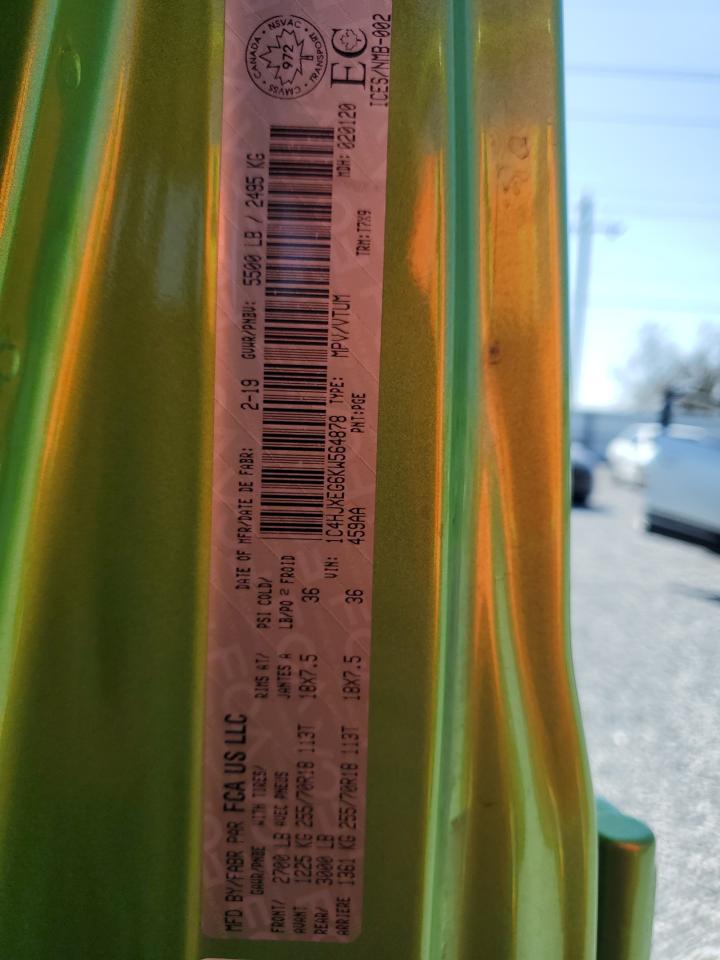 MFD BY/FABR PAR FCA US LLC
DATE OF MFR/DATE DE FABR: 2-19
GVWR/PNBV: 5500 LB / 2495 KG
GAWR/PNBE WITH TIRES/ RIMS AT/ PSI COLD/
AVEC PNEUS JANTES A LB/PO2 FROID
FRONT/ 2700 LB
AVANT 1225 KG 255/70R18 113T 18X7.5 36
REAR/ 3000 LB
ARRIERE 1361 KG 255/70R18 113T 18X7.5 36
VIN: 1C4HJXEG6KW564878 TYPE: MPV/VTUM
459AA PNT:PGE TRM:T7X9
MDH: 020120
CANADA · NSVAC · TRANSPORT · CMVSS
972
EC
ICES/NMB-002